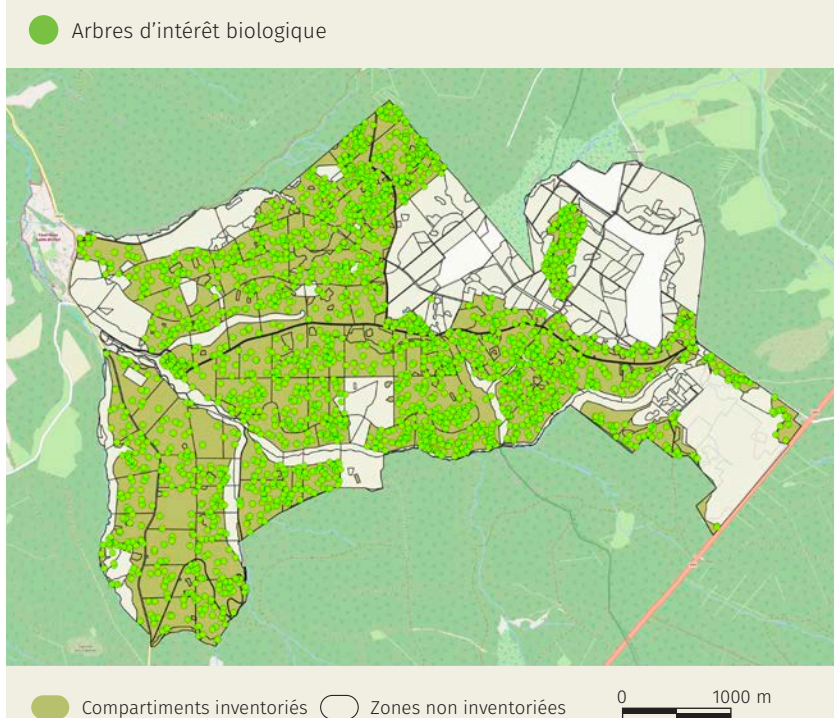 Arbres d’intérêt biologique
Compartiments inventoriés
Zones non inventoriées
0
1000 m